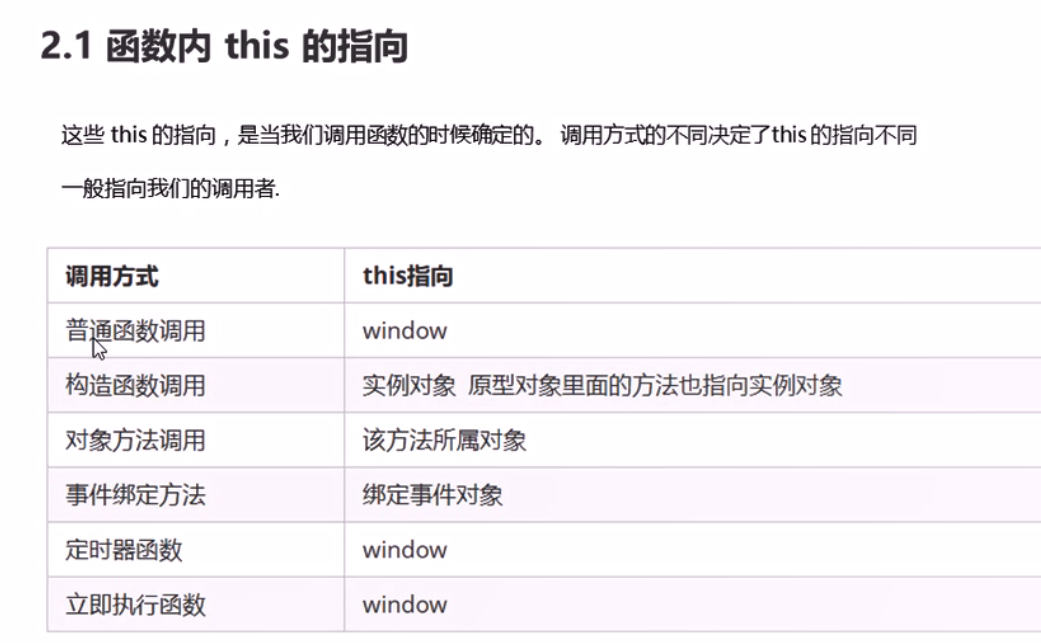 2.1 函数内 this 的指向
这些 this 的指向，是当我们调用函数的时候确定的。 调用方式的不同决定了this 的指向不同
一般指向我们的调用者.
调用方式 this指向
普通函数调用 window
构造函数调用 实例对象 原型对象里面的方法也指向实例对象
对象方法调用 该方法所属对象
事件绑定方法 绑定事件对象
定时器函数 window
立即执行函数 window